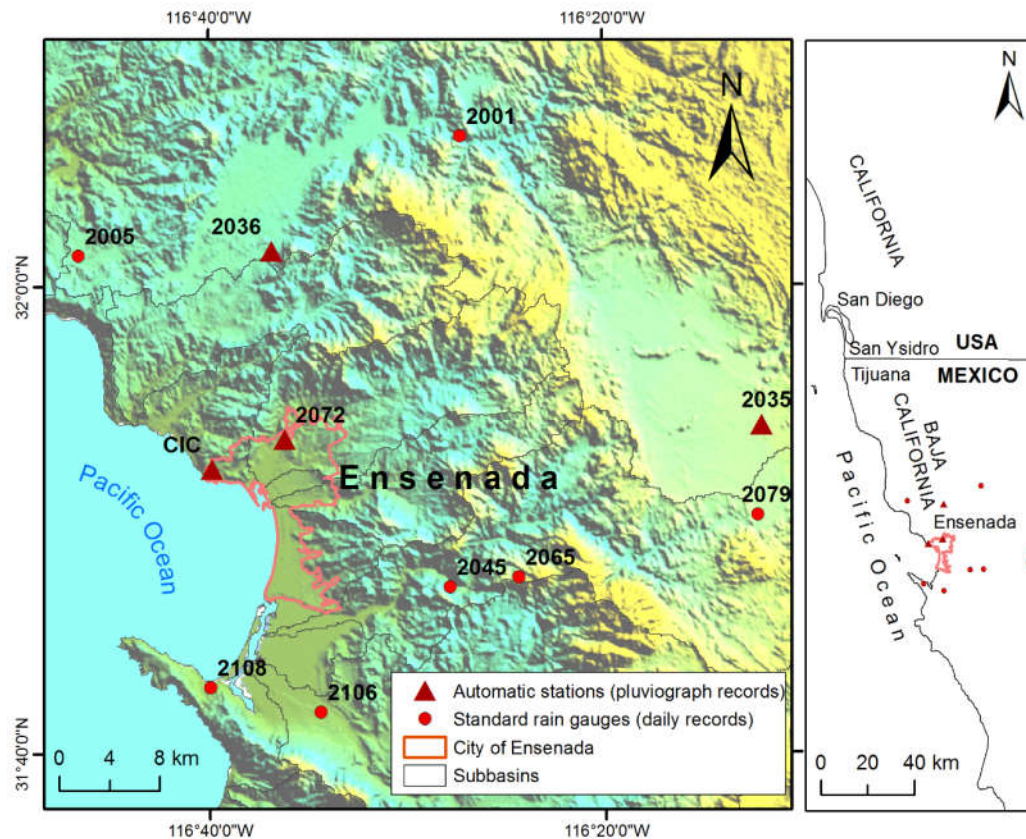 116°40'0"W
116°20'0"W
N
2001
2036
2005
32°0'0"N
2035
2072
CIC
Ensenada
2079
Pacific Ocean
2045
2065
2108
2106
Automatic stations (pluviograph records)
Standard rain gauges (daily records)
City of Ensenada
Subbasins
31°40'0"N
0 4 8 km
116°40'0"W
116°20'0"W
N
CALIFORNIA
San Diego
San Ysidro
USA
Tijuana
MEXICO
BAJA
CALIFORNIA
Ensenada
Pacific Ocean
0 20 40 km